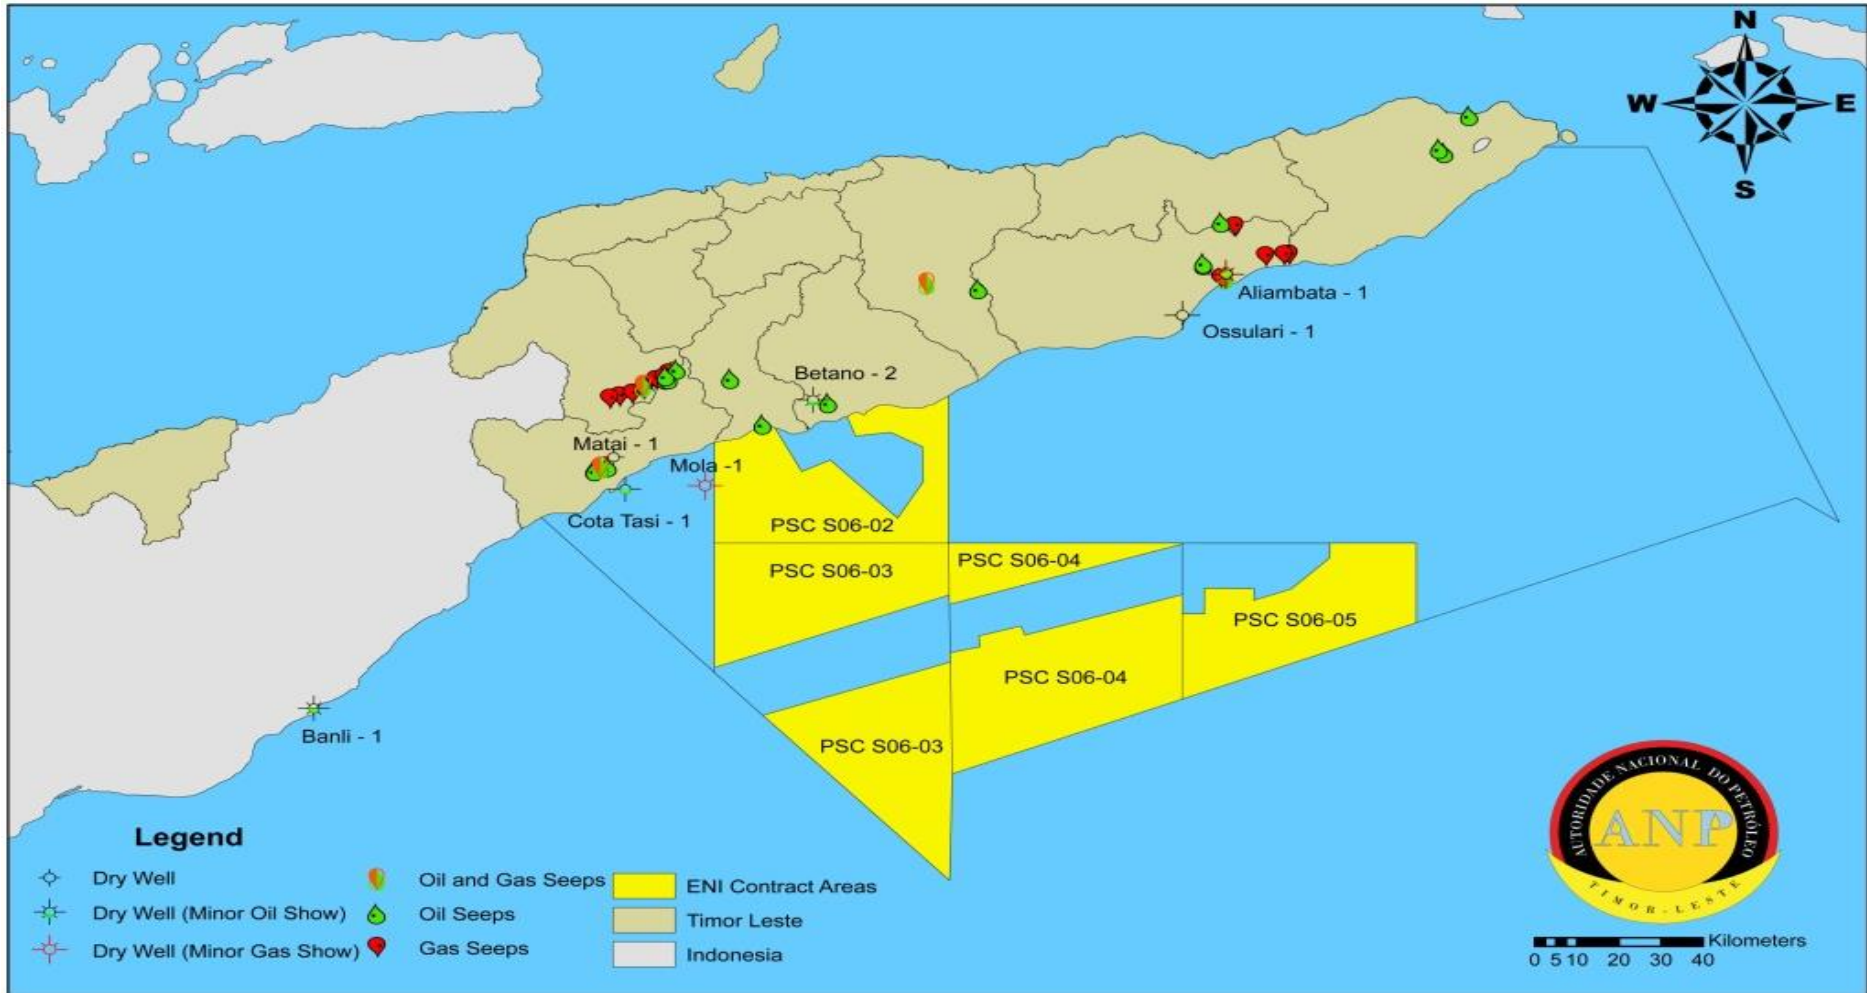 N
W
E
S
Aliambata - 1
Ossulari - 1
Betano - 2
Matai - 1
Mola -1
Cota Tasi - 1
PSC S06-02
PSC S06-03
PSC S06-04
PSC S06-05
PSC S06-04
PSC S06-03
Banli - 1
Legend
Dry Well
Dry Well (Minor Oil Show)
Dry Well (Minor Gas Show)
Oil and Gas Seeps
Oil Seeps
Gas Seeps
ENI Contract Areas
Timor Leste
Indonesia
AUTORIDADE NACIONAL DO PETRÓLEO
ANP
TIMOR-LESTE
Kilometers
0 5 10 20 30 40